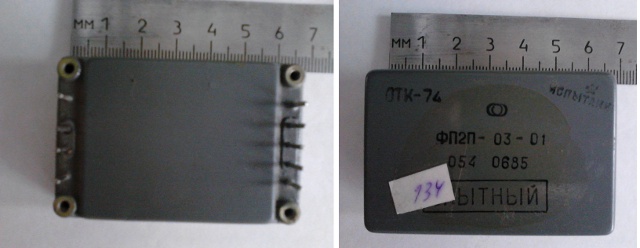 мм 1 2 3 4 5 6 7
мм 1 2 3 4 5 6 7
ОТК-74
испытан
ФП2П-03-01
054 0685
934
ЫТНЫЙ